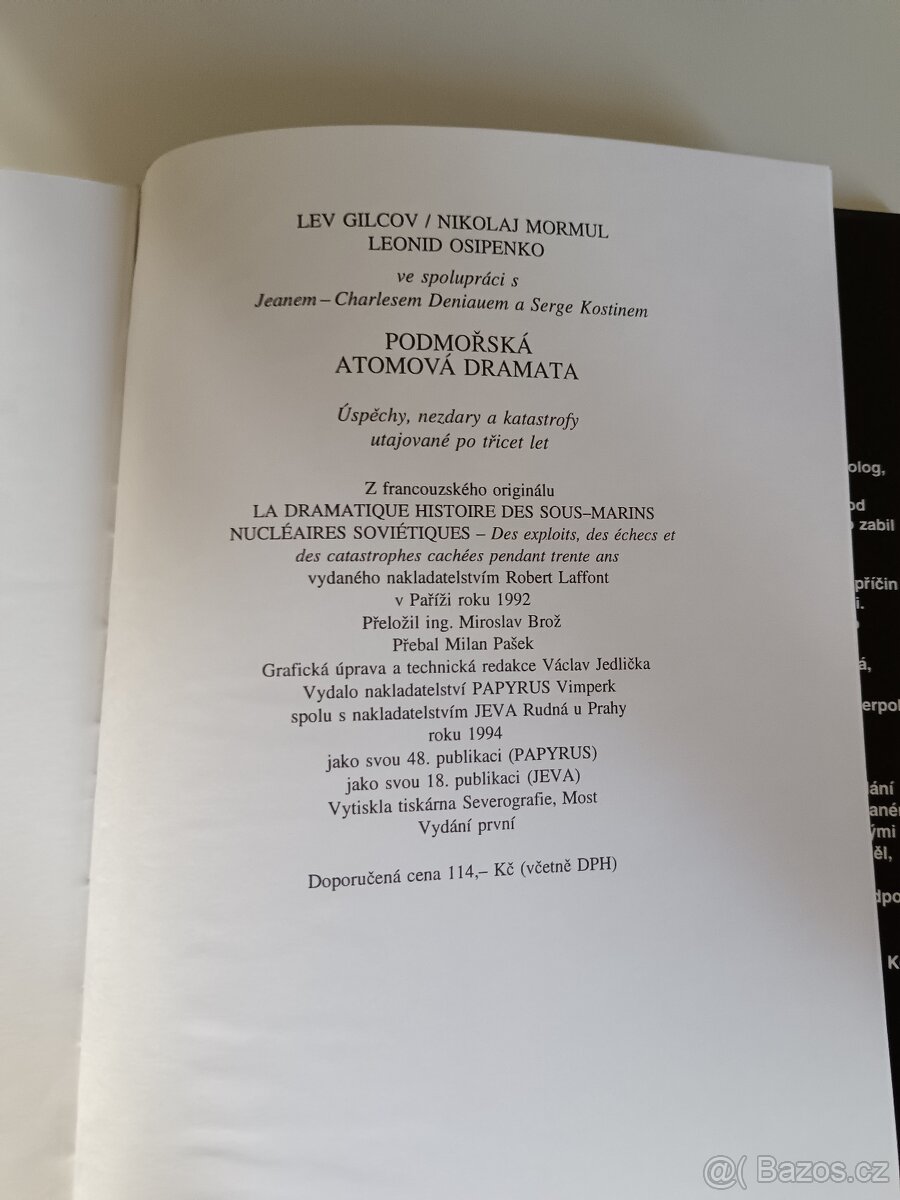 LEV GILCOV / NIKOLAJ MORMUL
LEONID OSIPENKO
ve spolupráci s
Jeanem–Charlesem Deniauem a Serge Kostinem
PODMOŘSKÁ
ATOMOVÁ DRAMATA
Úspěchy, nezdary a katastrofy
utajované po třicet let
Z francouzského originálu
LA DRAMATIQUE HISTOIRE DES SOUS–MARINS
NUCLÉAIRES SOVIÉTIQUES – Des exploits, des échecs et
des catastrophes cachées pendant trente ans
vydaného nakladatelstvím Robert Laffont
v Paříži roku 1992
Přeložil ing. Miroslav Brož
Přebal Milan Pašek
Grafická úprava a technická redakce Václav Jedlička
Vydalo nakladatelství PAPYRUS Vimperk
spolu s nakladatelstvím JEVA Rudná u Prahy
roku 1994
jako svou 48. publikaci (PAPYRUS)
jako svou 18. publikaci (JEVA)
Vytiskla tiskárna Severografie, Most
Vydání první
Doporučená cena 114,– Kč (včetně DPH)
zabil
příčin
Bazos.cz